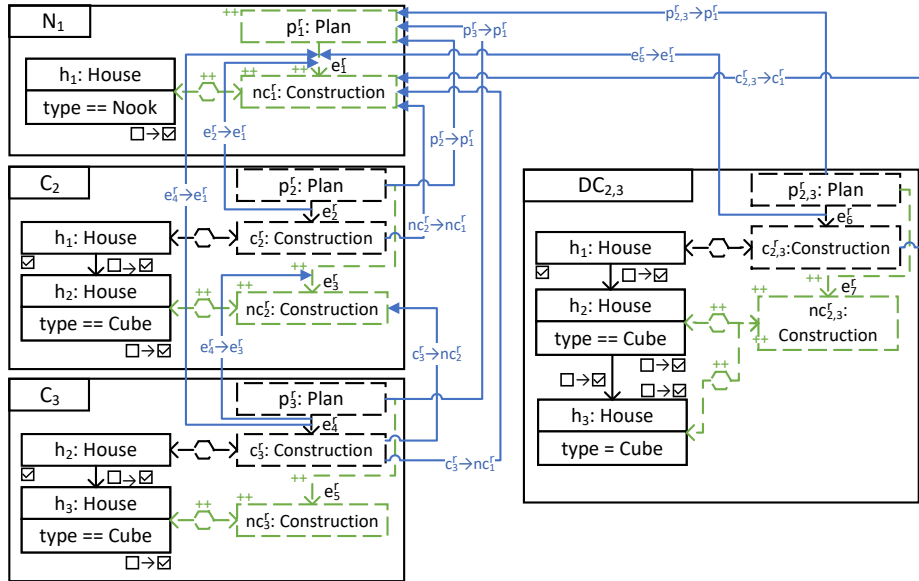 N₁
++
p₁ʳ: Plan
p₃ʳ→p₁ʳ
p₂,₃ʳ→p₁ʳ
++
e₁ʳ
e₆ʳ→e₁ʳ
h₁: House
++
++
nc₁ʳ: Construction
c₂,₃ʳ→c₁ʳ
type == Nook
☐→☑
e₂ʳ→e₁ʳ
p₂ʳ→p₁ʳ
C₂
p₂ʳ: Plan
e₄ʳ→e₁ʳ
e₂ʳ
nc₂ʳ→nc₁ʳ
h₁: House
c₂ʳ: Construction
☑
☐→☑
++
e₃ʳ
h₂: House
++
++
nc₂ʳ: Construction
type == Cube
☐→☑
e₄ʳ→e₃ʳ
c₃ʳ→nc₂ʳ
C₃
p₃ʳ: Plan
e₄ʳ
h₂: House
c₃ʳ: Construction
c₃ʳ→nc₁ʳ
☑
☐→☑
++
e₅ʳ
h₃: House
++
++
nc₃ʳ: Construction
type == Cube
☐→☑
DC₂,₃
p₂,₃ʳ: Plan
e₆ʳ
h₁: House
c₂,₃ʳ:Construction
☑
☐→☑
++
e₇ʳ
h₂: House
++
++
nc₂,₃ʳ:
Construction
type == Cube
++
☐→☑
☐→☑
++
h₃: House
type = Cube